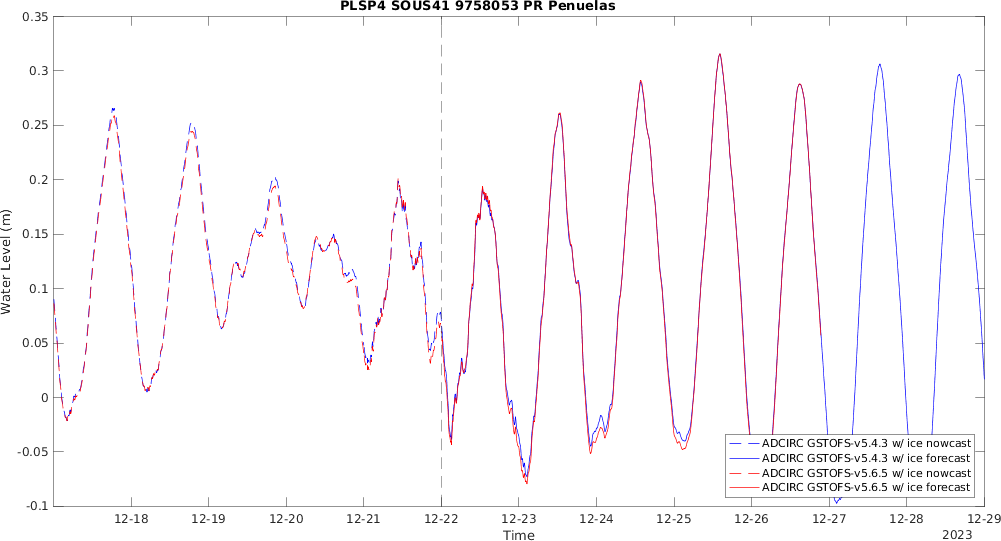 PLSP4 SOUS41 9758053 PR Penuelas
0.35
0.3
0.25
0.2
0.15
0.1
0.05
0
-0.05
-0.1
Water Level (m)
ADCIRC GSTOFS-v5.4.3 w/ ice nowcast
ADCIRC GSTOFS-v5.4.3 w/ ice forecast
ADCIRC GSTOFS-v5.6.5 w/ ice nowcast
ADCIRC GSTOFS-v5.6.5 w/ ice forecast
12-18 12-19 12-20 12-21 12-22 12-23 12-24 12-25 12-26 12-27 12-28 12-29
Time
2023